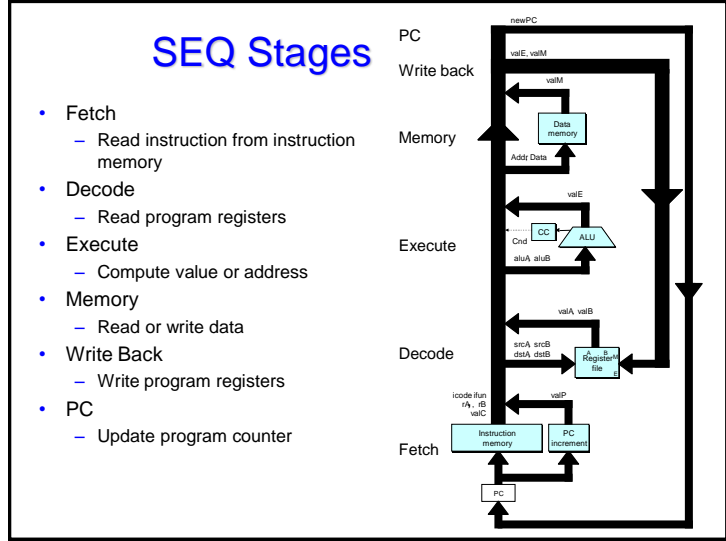 SEQ Stages
• Fetch
– Read instruction from instruction
memory
• Decode
– Read program registers
• Execute
– Compute value or address
• Memory
– Read or write data
• Write Back
– Write program registers
• PC
– Update program counter
newPC
PC
valE, valM
Write back
valM
Data
memory
Memory
Addr, Data
valE
CC
ALU
Cnd
Execute
aluA, aluB
valA, valB
srcA, srcB
dstA, dstB
Decode
A B
M
Register
file
E
icode ifun
rA, rB
valC
valP
Instruction
memory
PC
increment
Fetch
PC